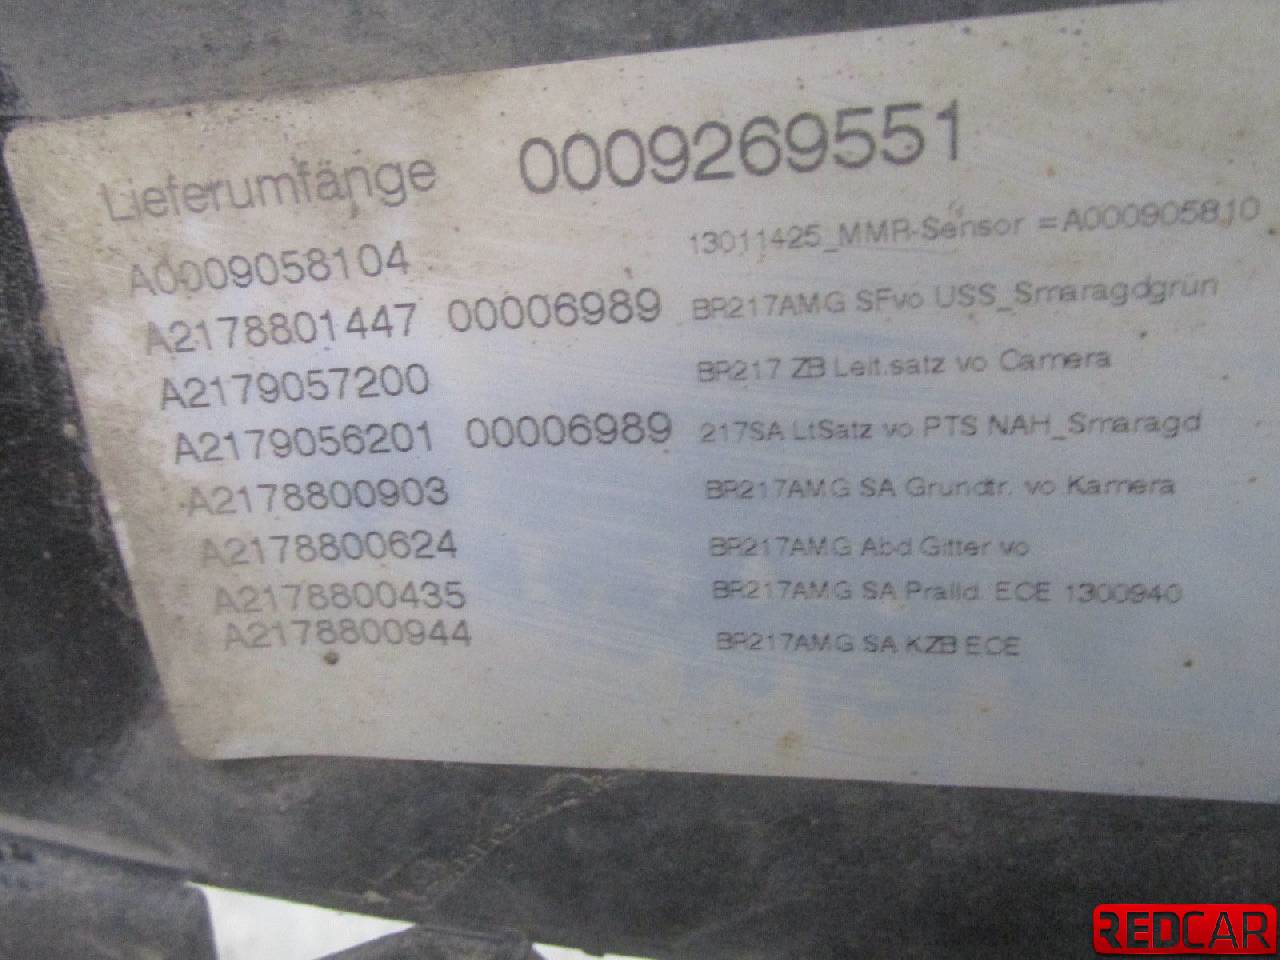 Lieferumfänge 0009269551
A0009058104 13011425_MMR-Sensor =A000905810
A2178801447 00006989 BR217AMG SFvo USS_Smaragdgrün
A2179057200 BR217 ZB Leit.satz vo Camera
A2179056201 00006989 217SA LtSatz vo PTS NAH_Smaragd
A2178800903 BR217AMG SA Grundtr. vo Kamera
A2178800624 BR217AMG Abd Gitter vo
A2178800435 BR217AMG SA Pralld. ECE 1300940
A2178800944 BR217AMG SA KZB ECE
REDCAR